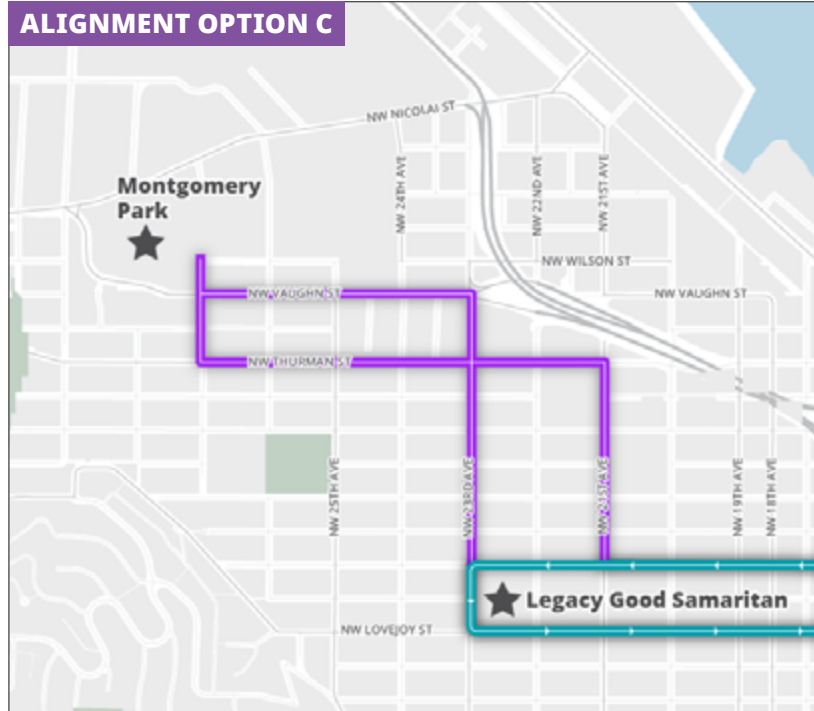 ALIGNMENT OPTION C
NW NICOLAI ST
Montgomery
Park
NW 24TH AVE
NW 22ND AVE
NW 21ST AVE
NW WILSON ST
NW VAUGHN ST
NW VAUGHN ST
NW THURMAN ST
NW 25TH AVE
NW 23RD AVE
NW 21ST AVE
NW 19TH AVE
NW 18TH AVE
Legacy Good Samaritan
NW LOVEJOY ST